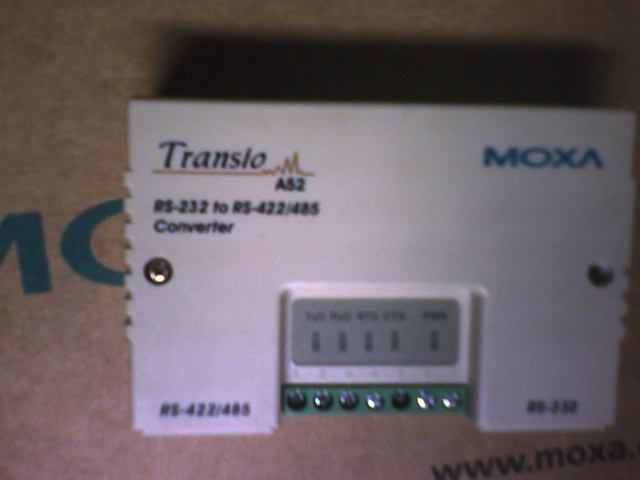 Transio
MOXA
A52
RS-232 to RS-422/485
Converter
TxD RxD RTS CTS PWR
RS-422/485
RS-232
www.moxa.